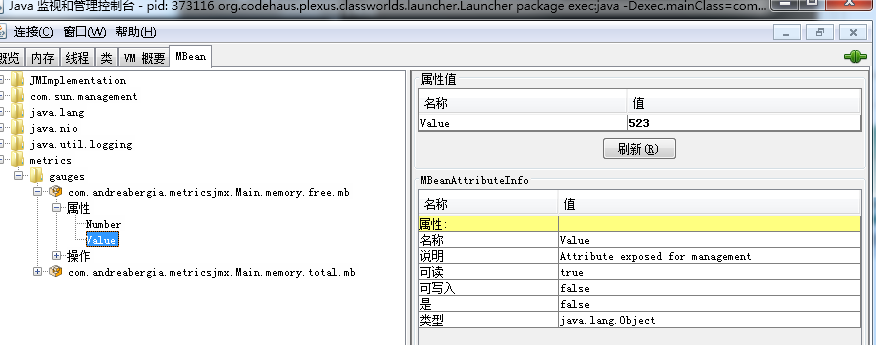 Java 监视和管理控制台 - pid: 373116 org.codehaus.plexus.classworlds.launcher.Launcher package exec:java -Dexec.mainClass=com...
连接(C) 窗口(W) 帮助(H)
概览 内存 线程 类 VM 概要 MBean
JMImplementation
com.sun.management
java.lang
java.nio
java.util.logging
metrics
gauges
com.andreabergia.metricsjmx.Main.memory.free.mb
属性
Number
Value
操作
com.andreabergia.metricsjmx.Main.memory.total.mb
属性值
名称 值
Value 523
刷新(R)
MBeanAttributeInfo
名称 值
属性:
名称 Value
说明 Attribute exposed for management
可读 true
可写入 false
是 false
类型 java.lang.Object